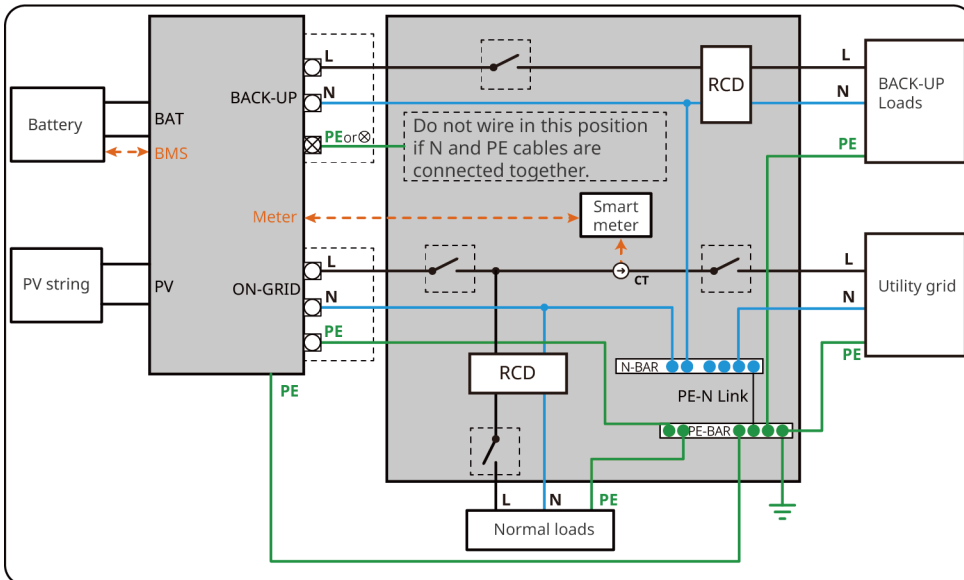 L
N
PEor⊗
BACK-UP
BAT
BMS
Battery
Meter
PV string
PV
ON-GRID
L
N
PE
PE
RCD
Do not wire in this position
if N and PE cables are
connected together.
Smart
meter
CT
L
N
PE
BACK-UP
Loads
L
N
PE
Utility grid
N-BAR
PE-N Link
PE-BAR
RCD
L
N
PE
Normal loads